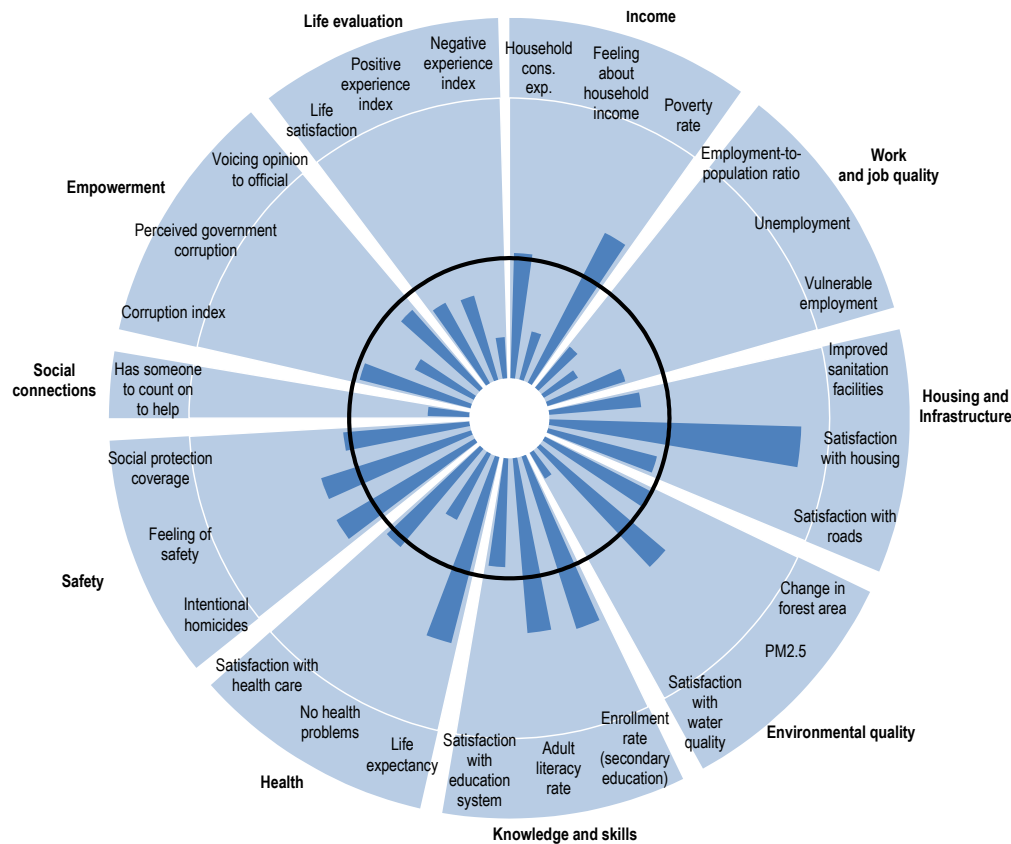 Life evaluation
Negative
experience
index
Positive
experience
index
Life
satisfaction
Income
Household
cons.
exp.
Feeling
about
household
income
Poverty
rate
Work
and job quality
Employment-to-
population ratio
Unemployment
Vulnerable
employment
Housing and
Infrastructure
Improved
sanitation
facilities
Satisfaction
with housing
Satisfaction with
roads
Environmental quality
Change in
forest area
PM2.5
Satisfaction
with
water
quality
Knowledge and skills
Enrollment
rate
(secondary
education)
Adult
literacy
rate
Satisfaction
with
education
system
Health
Life
expectancy
No health
problems
Satisfaction with
health care
Safety
Intentional
homicides
Feeling of
safety
Social protection
coverage
Social
connections
Has someone
to count on
to help
Empowerment
Corruption index
Perceived government
corruption
Voicing opinion
to official